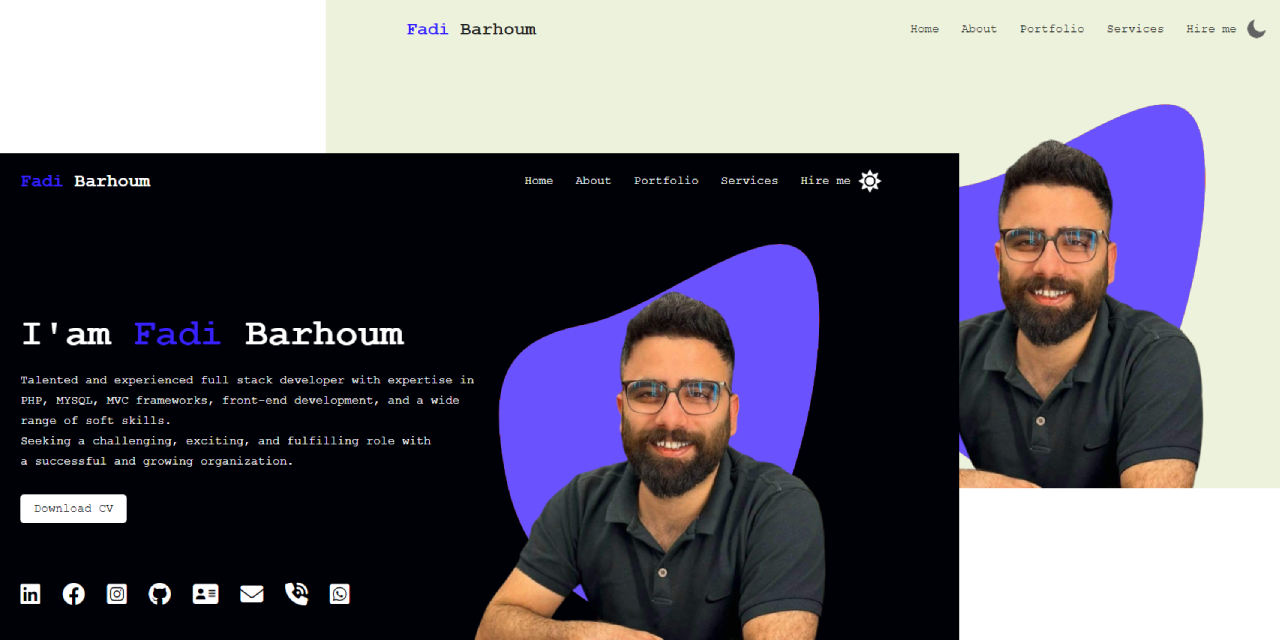 Fadi Barhoum
Home About Portfolio Services Hire me
Fadi Barhoum
Home About Portfolio Services Hire me
I'am Fadi Barhoum
Talented and experienced full stack developer with expertise in
PHP, MYSQL, MVC frameworks, front-end development, and a wide
range of soft skills.
Seeking a challenging, exciting, and fulfilling role with
a successful and growing organization.
Download CV